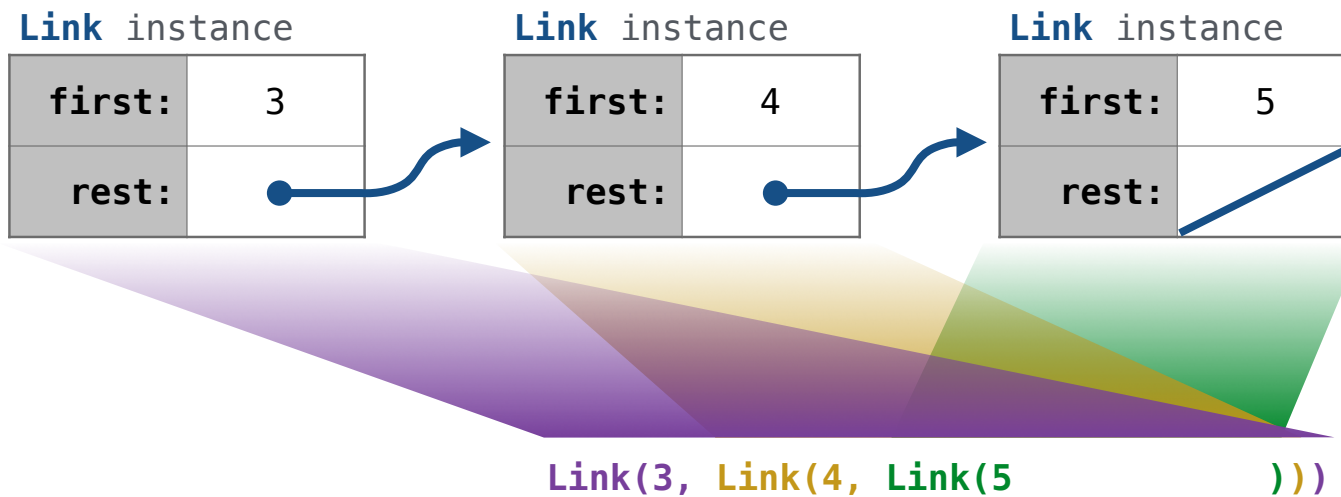 Link instance Link instance Link instance
first: 3 first: 4 first: 5
rest: rest: rest:
Link(3, Link(4, Link(5 )))